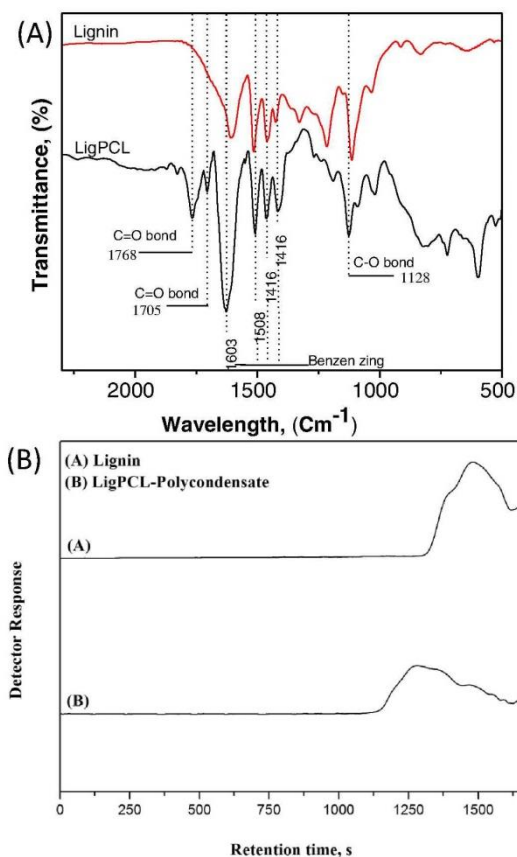 (A)
Lignin
LigPCL
Transmittance, (%)
C=O bond
1768
C=O bond
1705
1603
1508
1416
1416
C-O bond
1128
Benzen zing
2000
1500
1000
500
Wavelength, (Cm⁻¹)
(B)
(A) Lignin
(B) LigPCL-Polycondensate
(A)
(B)
Detector Response
0
250
500
750
1000
1250
1500
Retention time, s